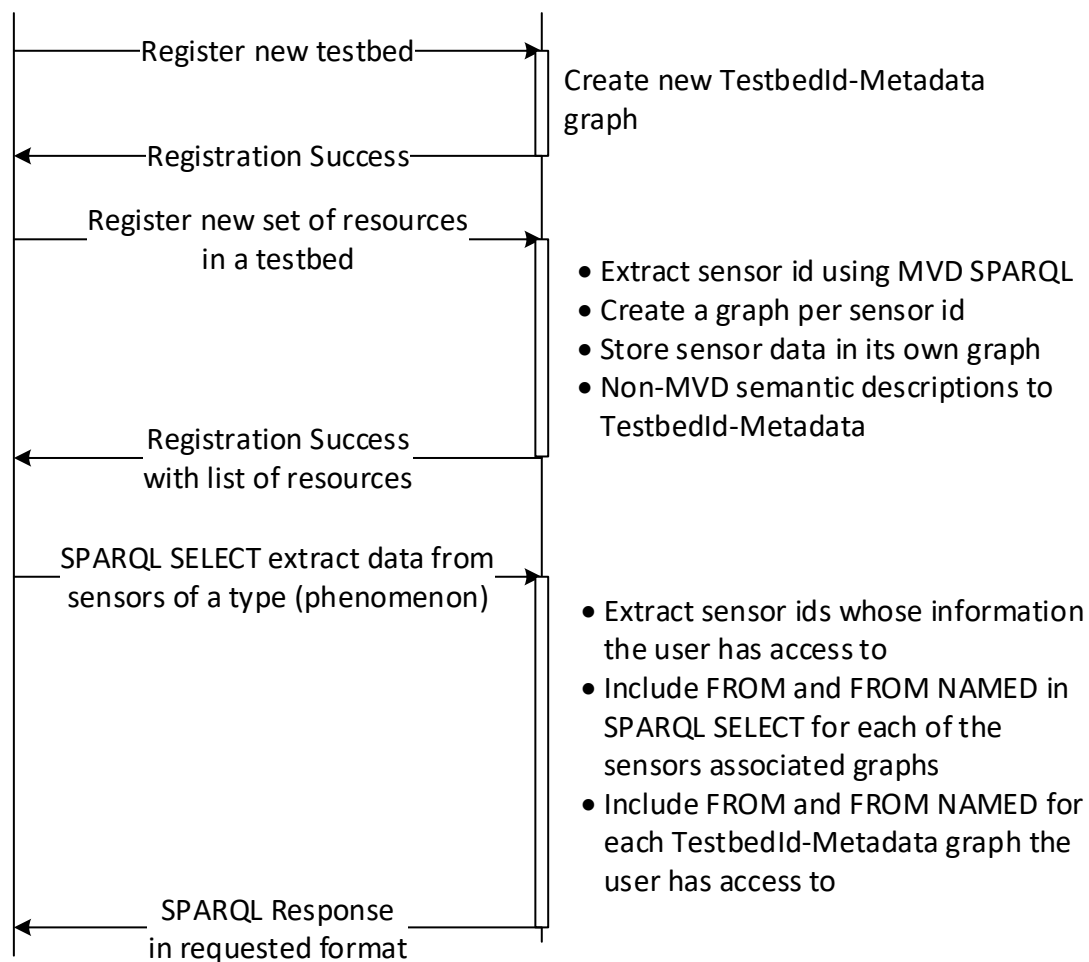 Register new testbed
Create new TestbedId-Metadata
graph
Registration Success
Register new set of resources
in a testbed
• Extract sensor id using MVD SPARQL
• Create a graph per sensor id
• Store sensor data in its own graph
• Non-MVD semantic descriptions to
TestbedId-Metadata
Registration Success
with list of resources
SPARQL SELECT extract data from
sensors of a type (phenomenon)
• Extract sensor ids whose information
the user has access to
• Include FROM and FROM NAMED in
SPARQL SELECT for each of the
sensors associated graphs
• Include FROM and FROM NAMED for
each TestbedId-Metadata graph the
user has access to
SPARQL Response
in requested format